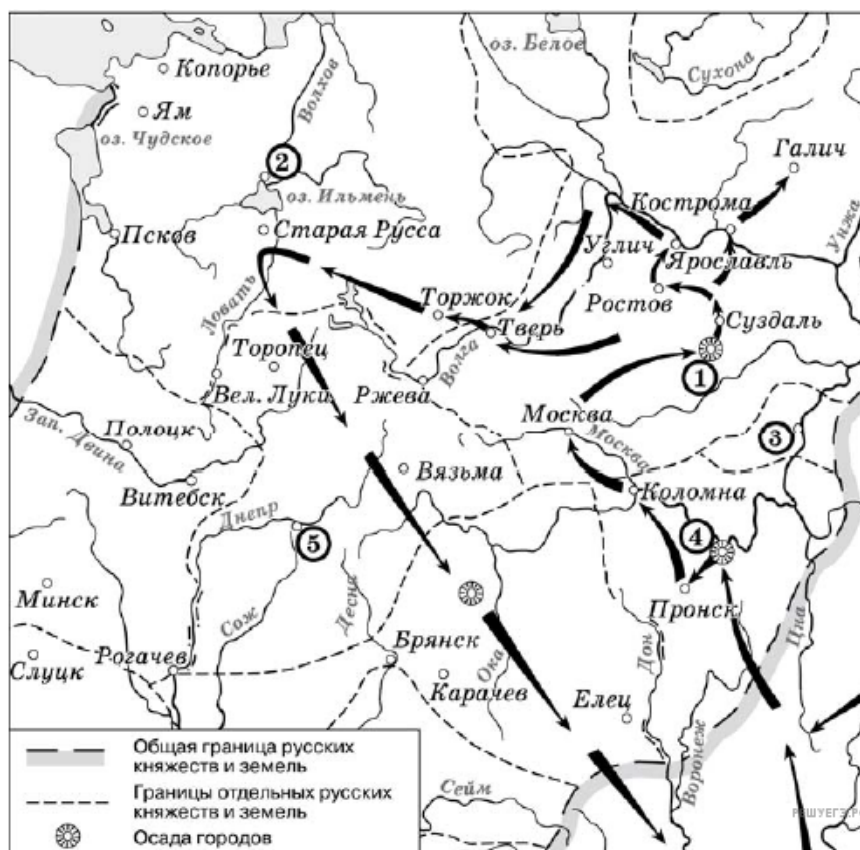 оз. Белое
Сухона
Копорье
Волхов
Ям
оз. Чудское
Галич
2
оз. Ильмень
Кострома
Унжа
Псков
Старая Русса
Углич
Ярославль
Ловать
Торжок
Ростов
Суздаль
Тверь
Торопец
Волга
1
Вел. Луки
Ржева
Москва
Москва
3
Зап. Двина
Полоцк
Вязьма
Витебск
Коломна
Днепр
5
4
Минск
Десна
Пронск
Цна
Сож
Слуцк
Рогачев
Брянск
Ока
Дон
Карачев
Елец
Воронеж
Сейм
Общая граница русских
княжеств и земель
Границы отдельных русских
княжеств и земель
Осада городов
РЕШУЕГЭ.РФ